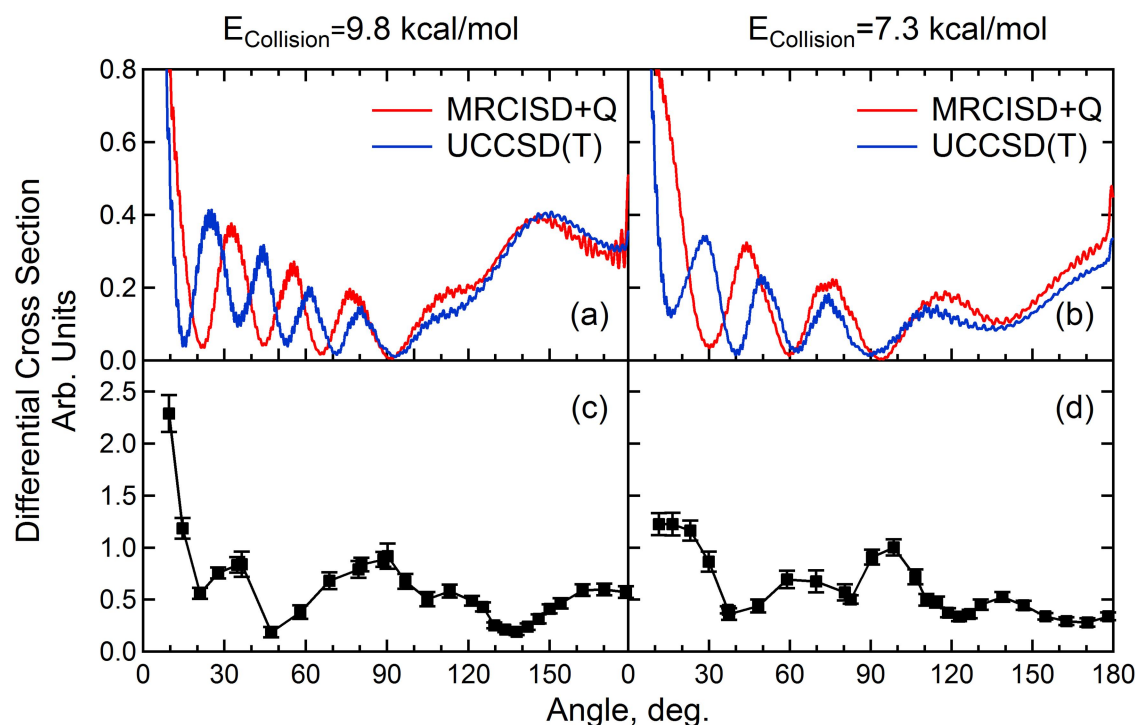 E_Collision=9.8 kcal/mol
E_Collision=7.3 kcal/mol
Differential Cross Section
Arb. Units
0.8
0.6
0.4
0.2
0.0
MRCISD+Q
UCCSD(T)
(a)
MRCISD+Q
UCCSD(T)
(b)
2.5
2.0
1.5
1.0
0.5
0.0
(c)
(d)
0 30 60 90 120 150 0 30 60 90 120 150 180
Angle, deg.